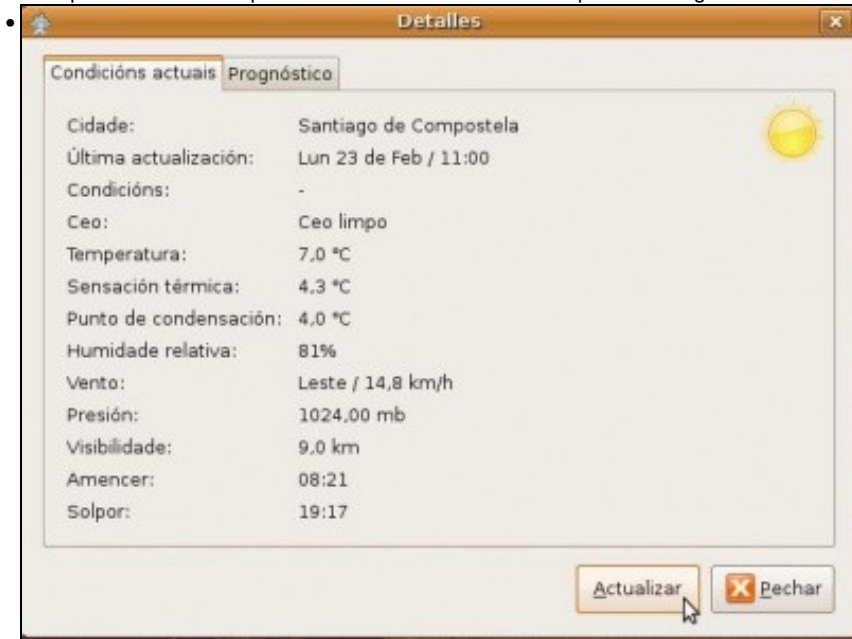 Detalles
Condicións actuais Prognóstico
Cidade: Santiago de Compostela
Última actualización: Lun 23 de Feb / 11:00
Condicións: -
Ceo: Ceo limpo
Temperatura: 7,0 °C
Sensación térmica: 4,3 °C
Punto de condensación: 4,0 °C
Humidade relativa: 81%
Vento: Leste / 14,8 km/h
Presión: 1024,00 mb
Visibilidade: 9,0 km
Amencer: 08:21
Solpor: 19:17
Actualizar Pechar